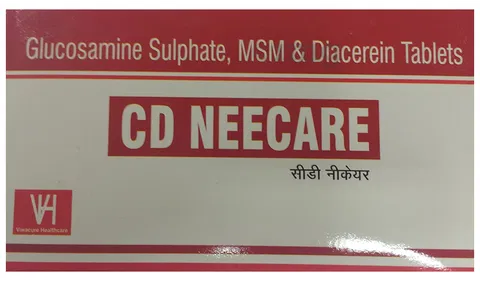 Glucosamine Sulphate, MSM & Diacerein Tablets
CD NEECARE
सीडी नीकेयर
VH